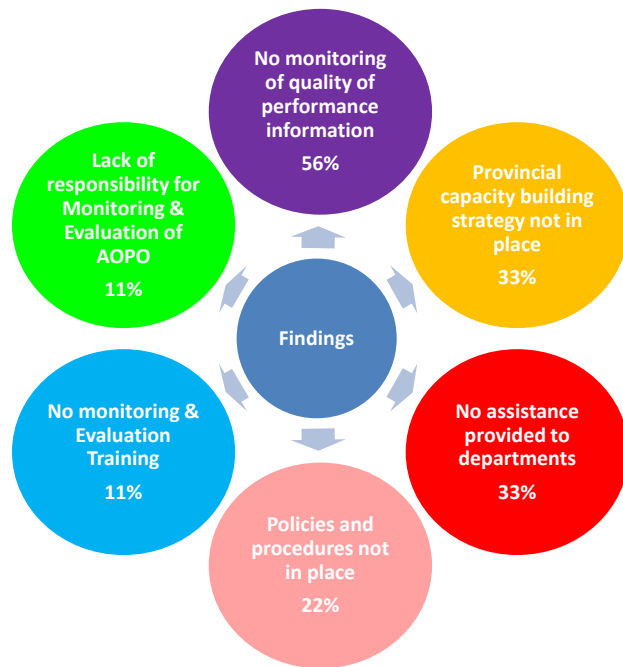 No monitoring
of quality of
performance
information
56%
Provincial
capacity building
strategy not in
place
33%
No assistance
provided to
departments
33%
Policies and
procedures not
in place
22%
No monitoring &
Evaluation
Training
11%
Lack of
responsibility for
Monitoring &
Evaluation of
AOPO
11%
Findings